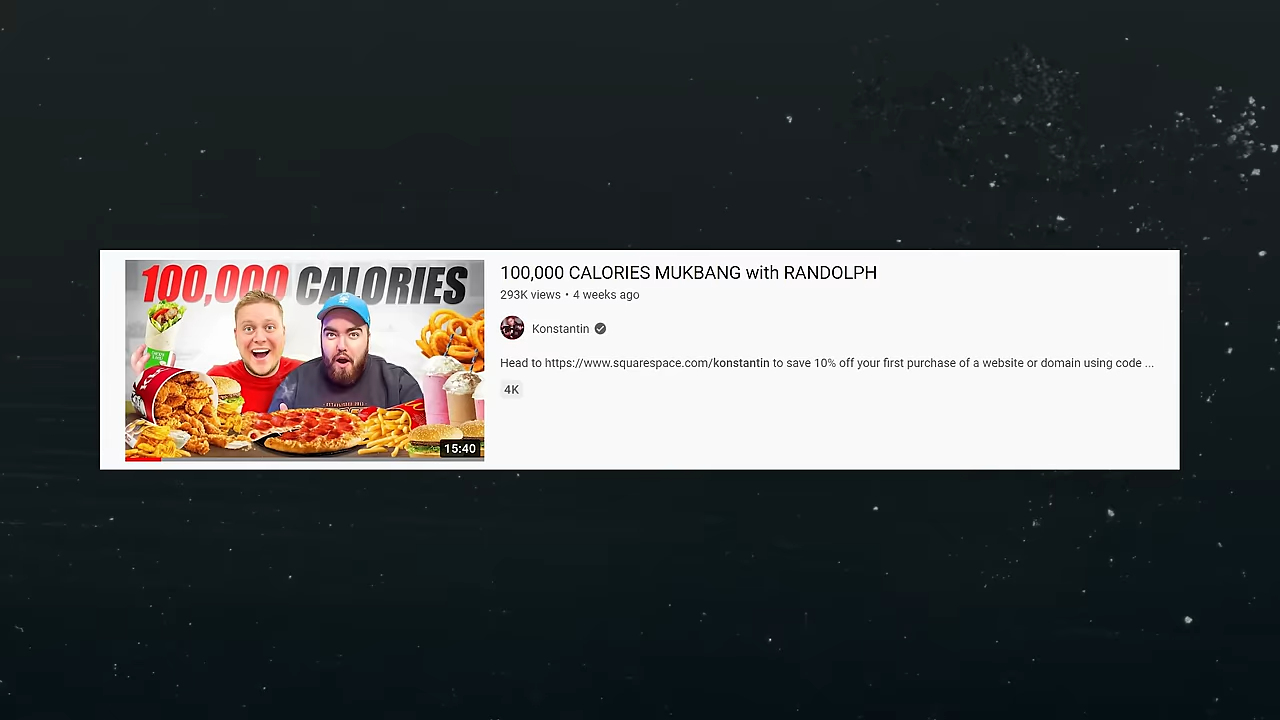 100,000 CALORIES
15:40
100,000 CALORIES MUKBANG with RANDOLPH
293K views • 4 weeks ago
Konstantin
Head to https://www.squarespace.com/konstantin to save 10% off your first purchase of a website or domain using code ...
4K